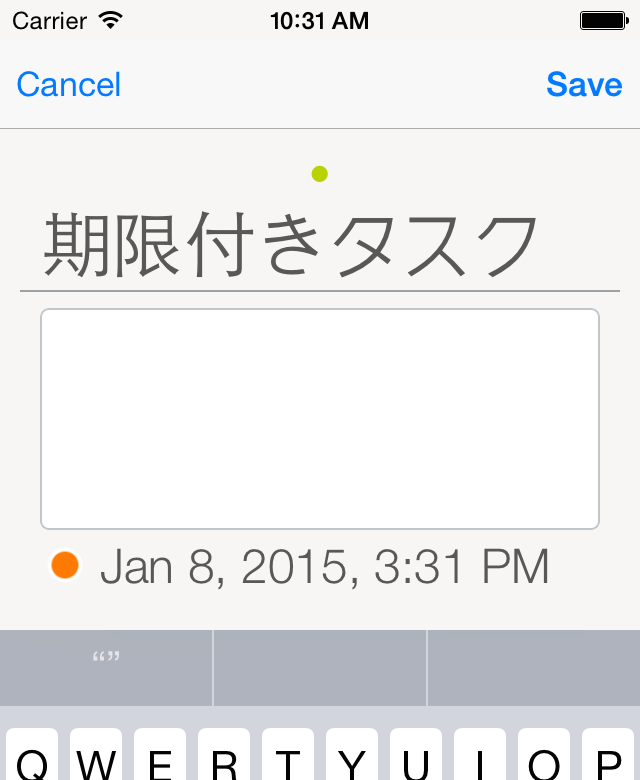 Carrier 10:31 AM
Cancel Save
期限付きタスク
Jan 8, 2015, 3:31 PM
“”
Q W E R T Y U I O P